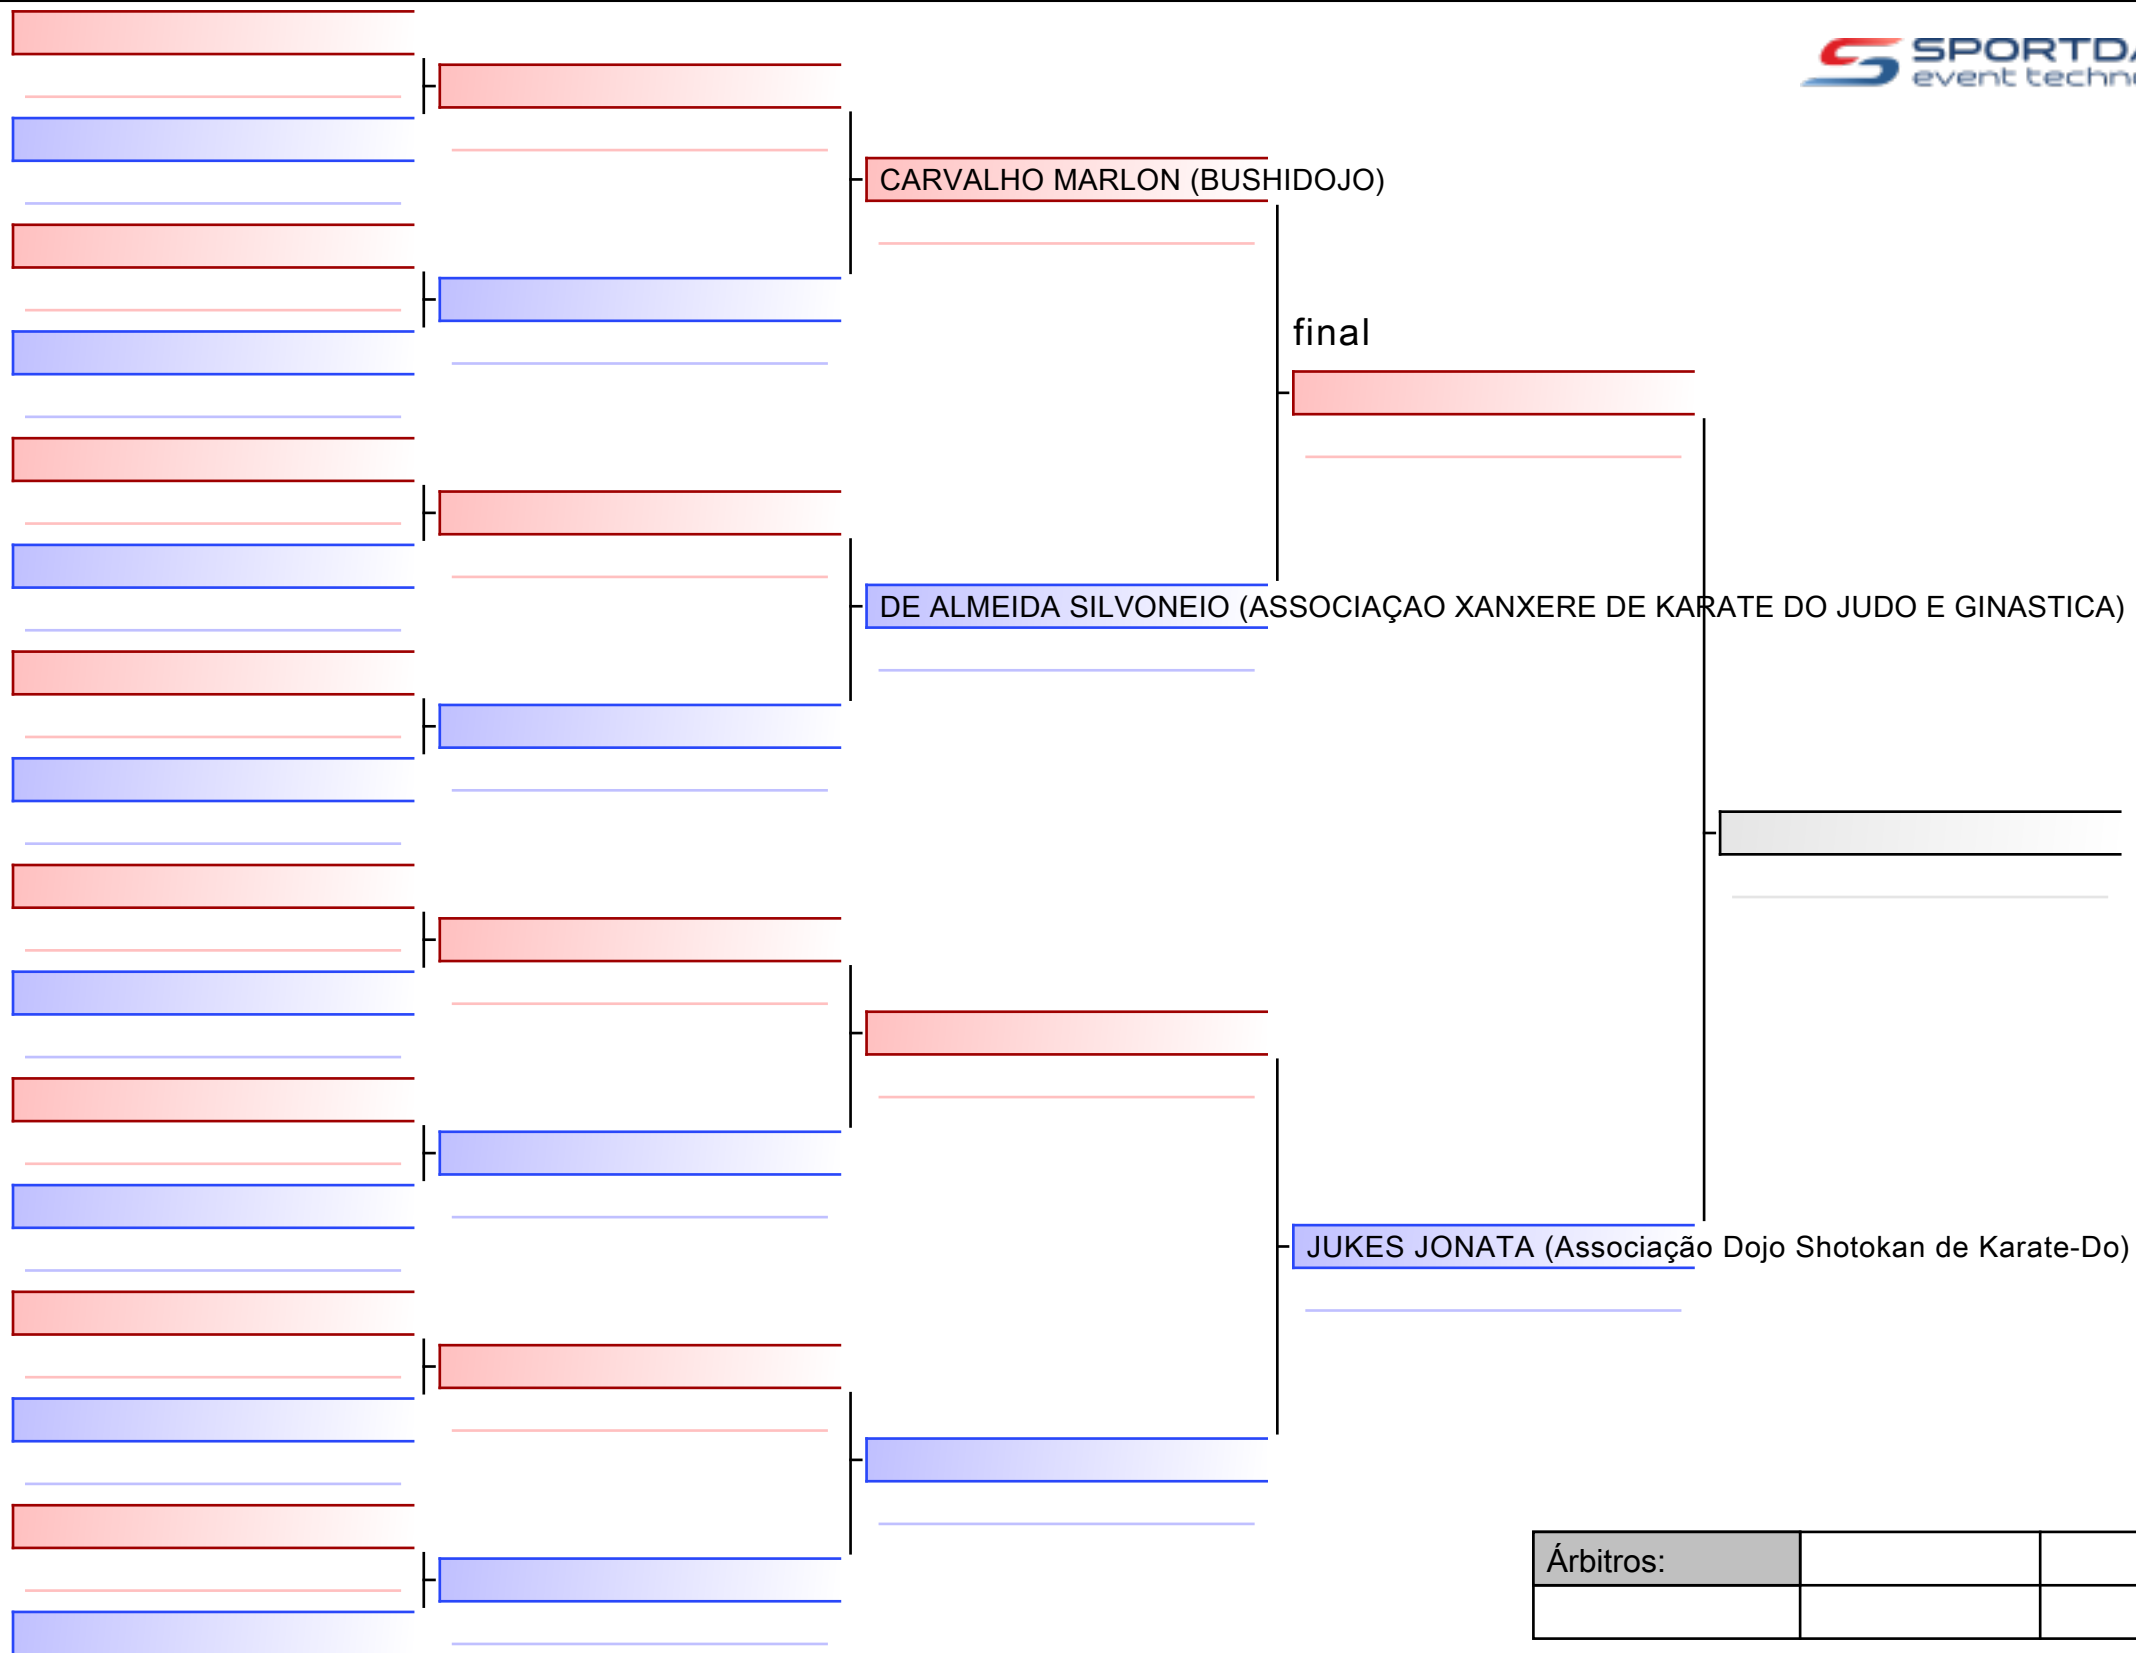 SPORTDA
event techn
CARVALHO MARLON (BUSHIDOJO)
final
DE ALMEIDA SILVONEIO (ASSOCIAÇAO XANXERE DE KARATE DO JUDO E GINASTICA)
JUKES JONATA (Associação Dojo Shotokan de Karate-Do)
Árbitros: